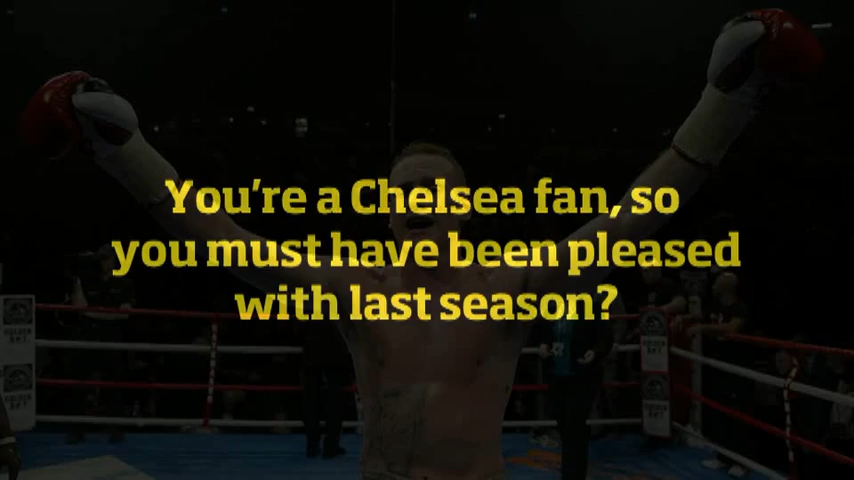 You're a Chelsea fan, so
you must have been pleased
with last season?